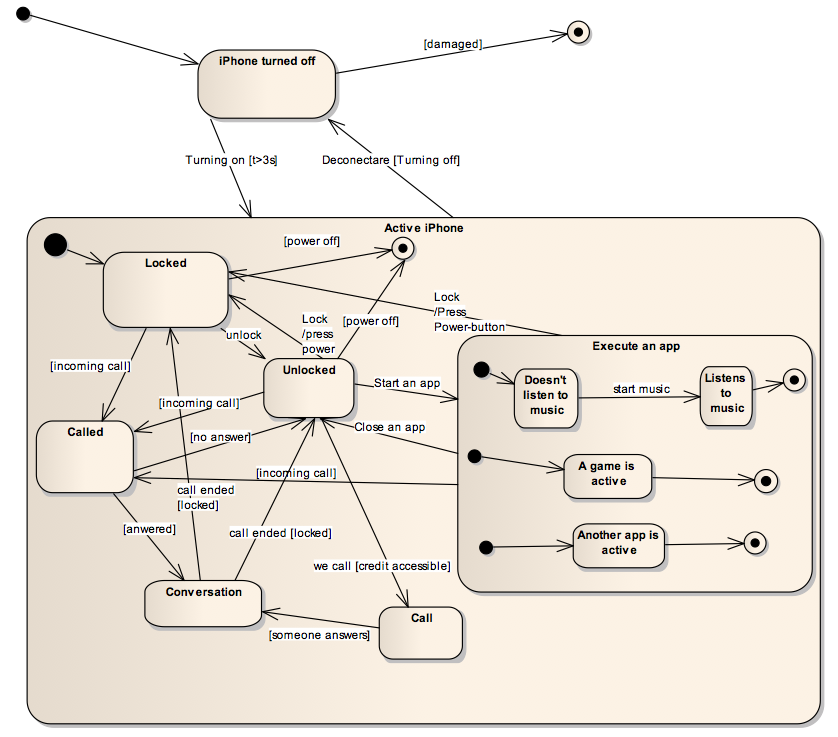 iPhone turned off
[damaged]
Turning on [t>3s]
Deconectare [Turning off]
Active iPhone
[power off]
Locked
Lock
/Press
Power-button
Lock
/press
power
[power off]
unlock
Execute an app
[incoming call]
Unlocked
Doesn't
listen to
music
start music
Listens
to
music
Start an app
[incoming call]
Called
[no answer]
Close an app
[incoming call]
A game is
active
call ended
[locked]
[anwered]
call ended [locked]
Another app is
active
we call [credit accessible]
Conversation
Call
[someone answers]